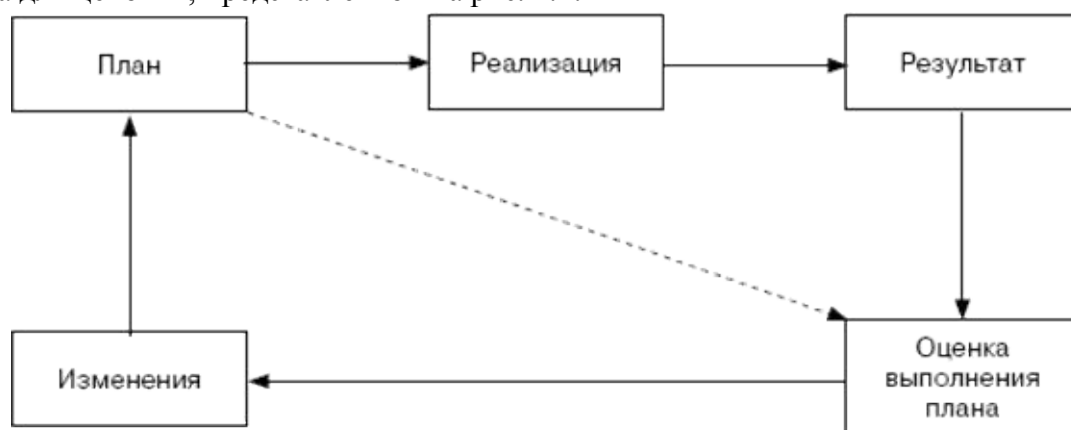 План
Реализация
Результат
Изменения
Оценка
выполнения
плана